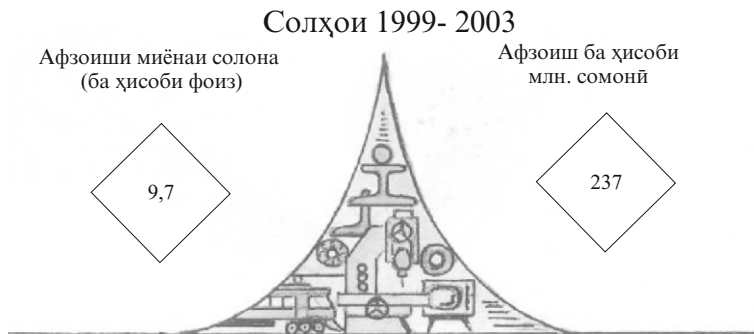 Солҳои 1999- 2003
Афзоиши миёнаи солона
(ба ҳисоби фоиз)
Афзоиш ба ҳисоби
млн. сомонӣ
9,7
237